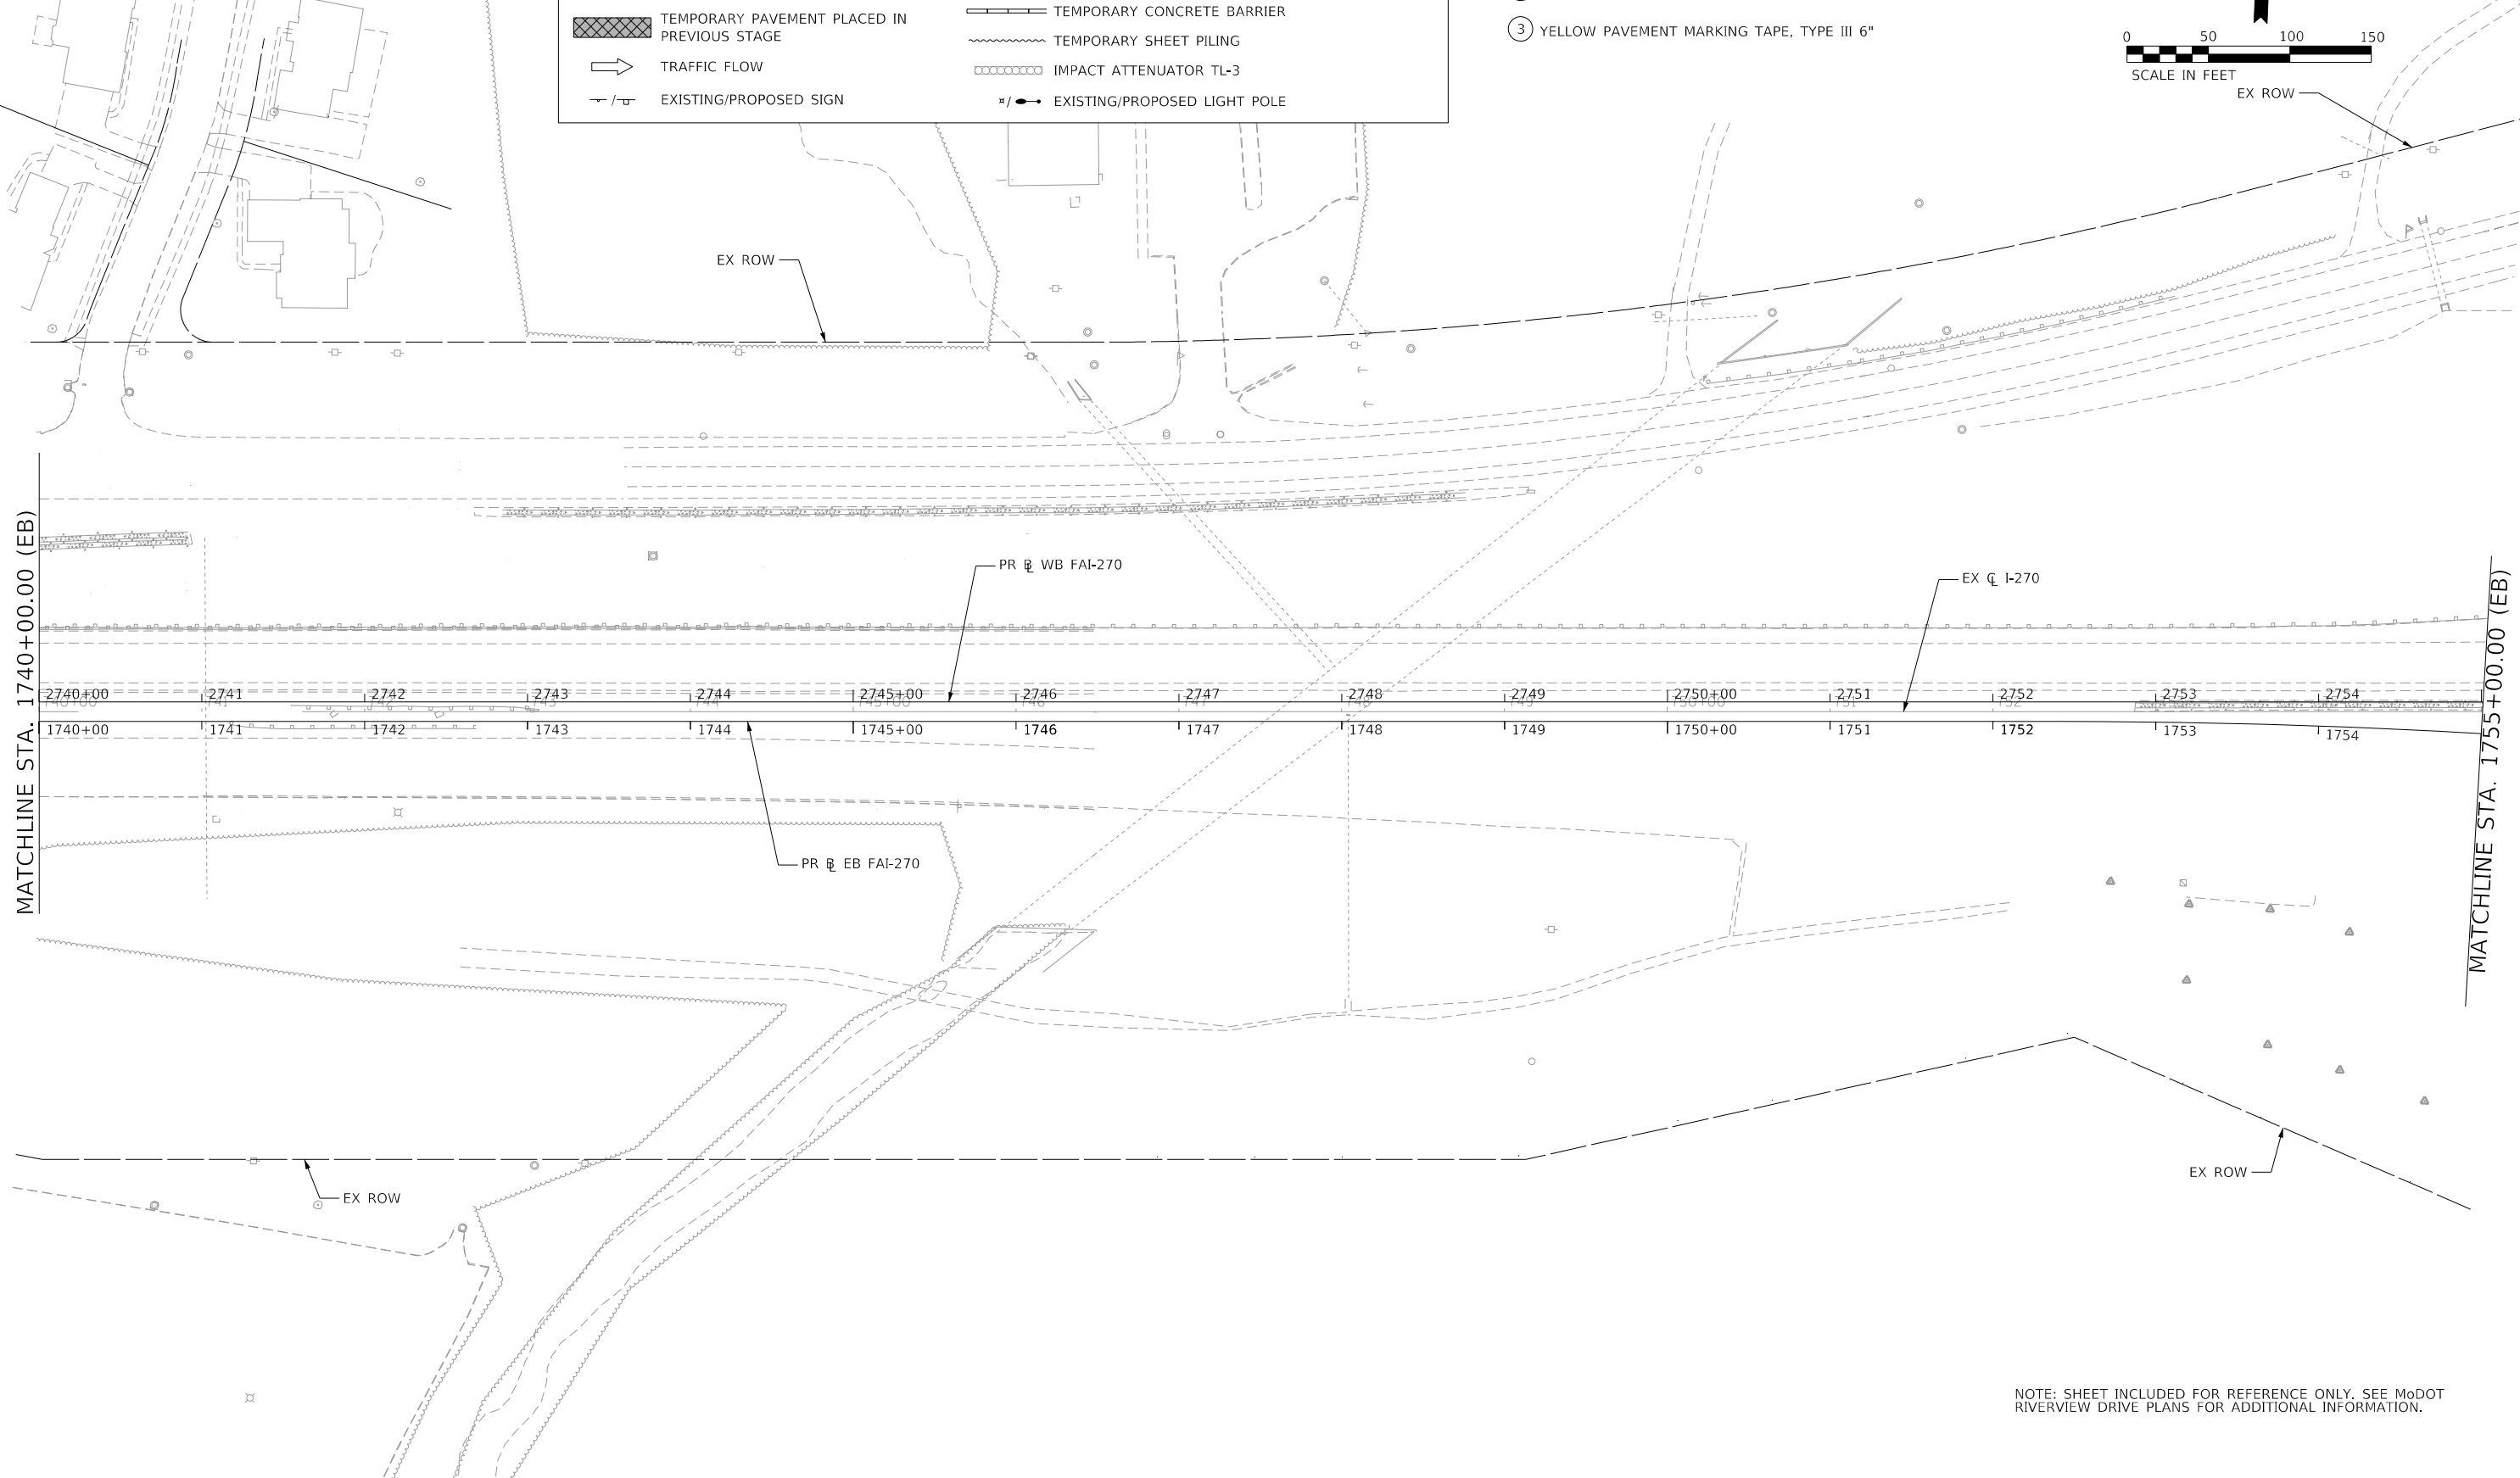 TEMPORARY PAVEMENT PLACED IN
PREVIOUS STAGE
TRAFFIC FLOW
EXISTING/PROPOSED SIGN
TEMPORARY CONCRETE BARRIER
TEMPORARY SHEET PILING
IMPACT ATTENUATOR TL-3
EXISTING/PROPOSED LIGHT POLE
3 YELLOW PAVEMENT MARKING TAPE, TYPE III 6"
0 50 100 150
SCALE IN FEET
EX ROW
EX ROW
MATCHLINE STA. 1740+00.00 (EB)
PR BL WB FAI-270
EX CL I-270
MATCHLINE STA. 1755+00.00 (EB)
2740+00 2741 2742 2743 2744 2745+00 2746 2747 2748 2749 2750+00 2751 2752 2753 2754
1740+00 1741 1742 1743 1744 1745+00 1746 1747 1748 1749 1750+00 1751 1752 1753 1754
PR BL EB FAI-270
EX ROW
EX ROW
NOTE: SHEET INCLUDED FOR REFERENCE ONLY. SEE MoDOT
RIVERVIEW DRIVE PLANS FOR ADDITIONAL INFORMATION.